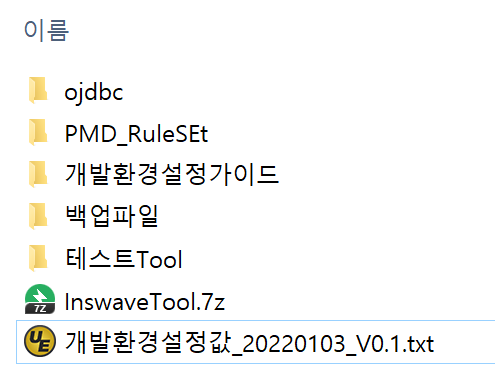 이름
ojdbc
PMD_RuleSEt
개발환경설정가이드
백업파일
테스트Tool
7Z InswaveTool.7z
UE 개발환경설정값_20220103_V0.1.txt